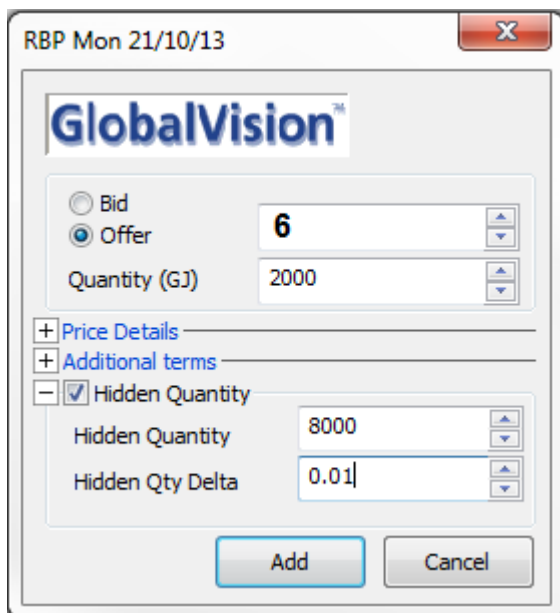 RBP Mon 21/10/13
GlobalVision™
Bid
Offer
6
Quantity (GJ)
2000
Price Details
Additional terms
Hidden Quantity
Hidden Quantity
8000
Hidden Qty Delta
0.01
Add
Cancel